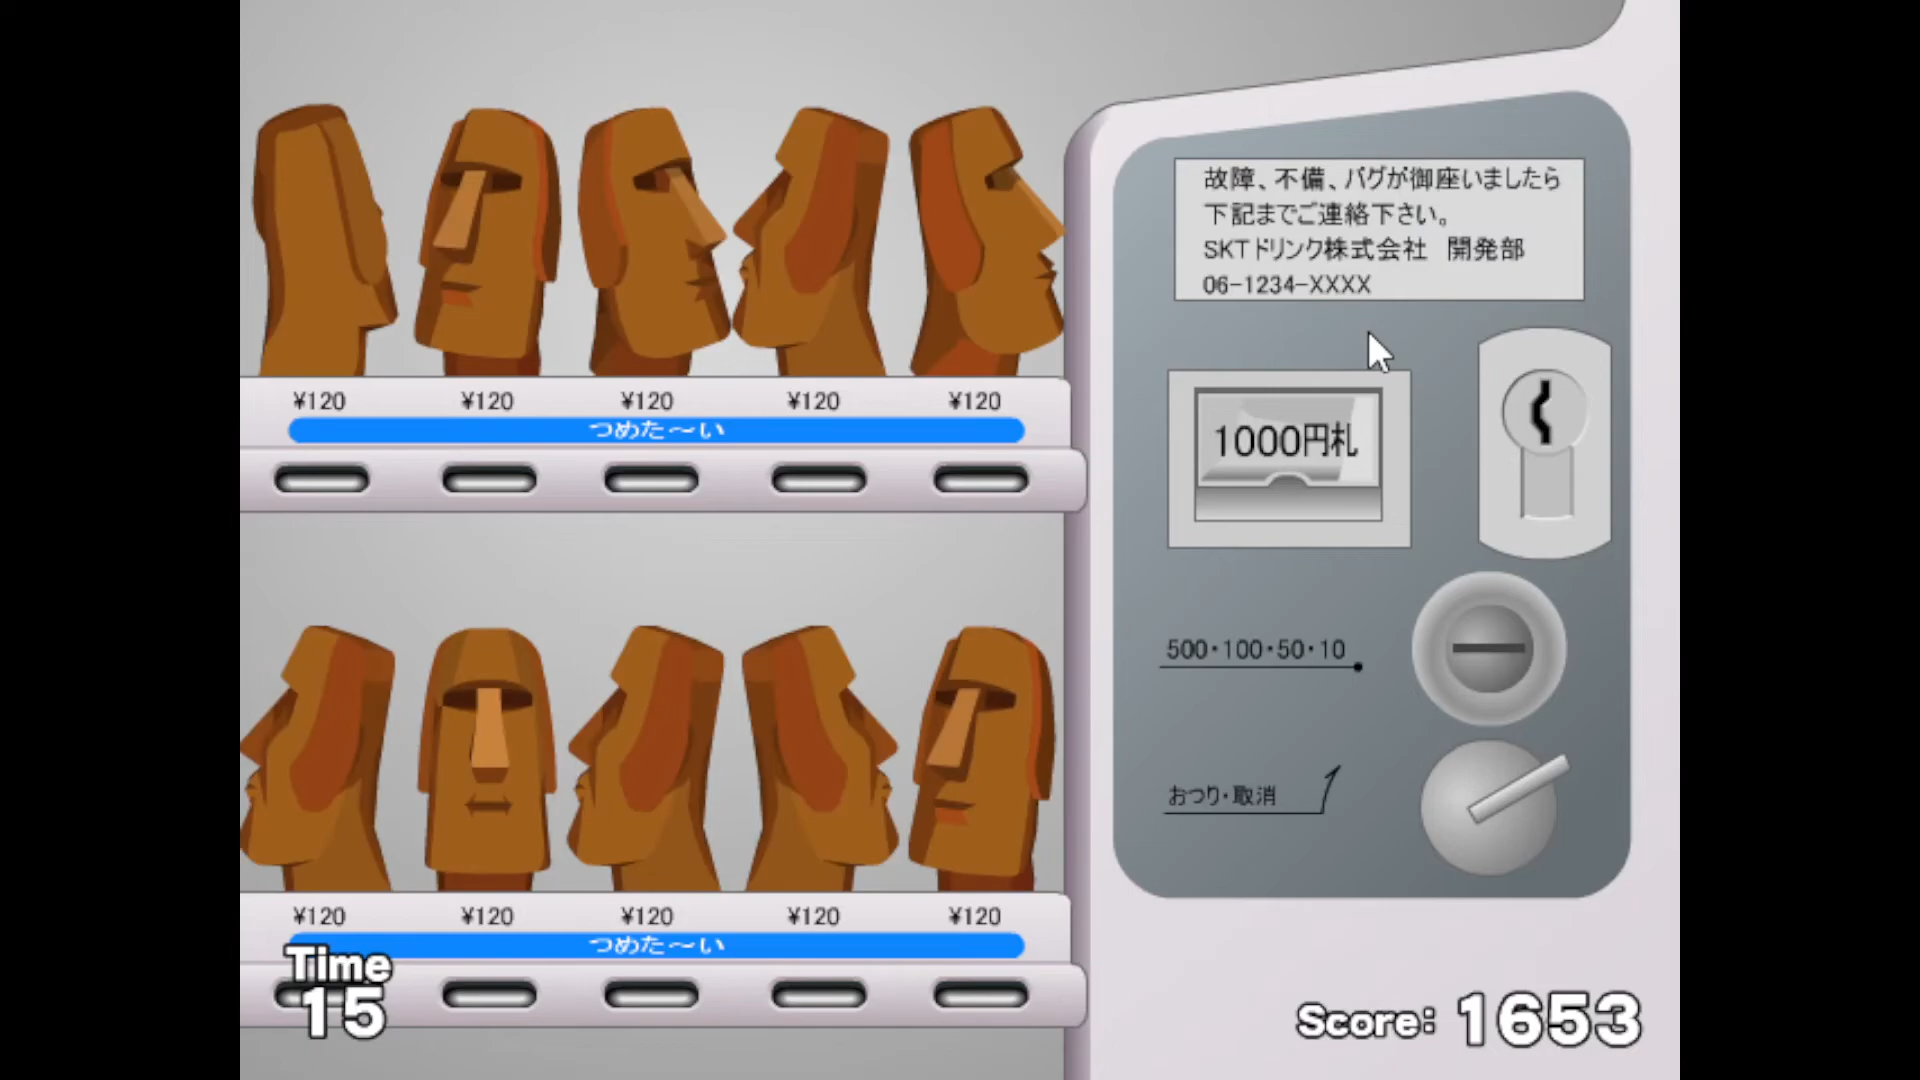 故障、不備、バグが御座いましたら
下記までご連絡下さい。
SKTドリンク株式会社　開発部
06-1234-XXXX
¥120 ¥120 ¥120 ¥120 ¥120
つめた〜い
1000円札
500・100・50・10
おつり・取消
¥120 ¥120 ¥120 ¥120 ¥120
つめた〜い
Time
15
Score: 1653